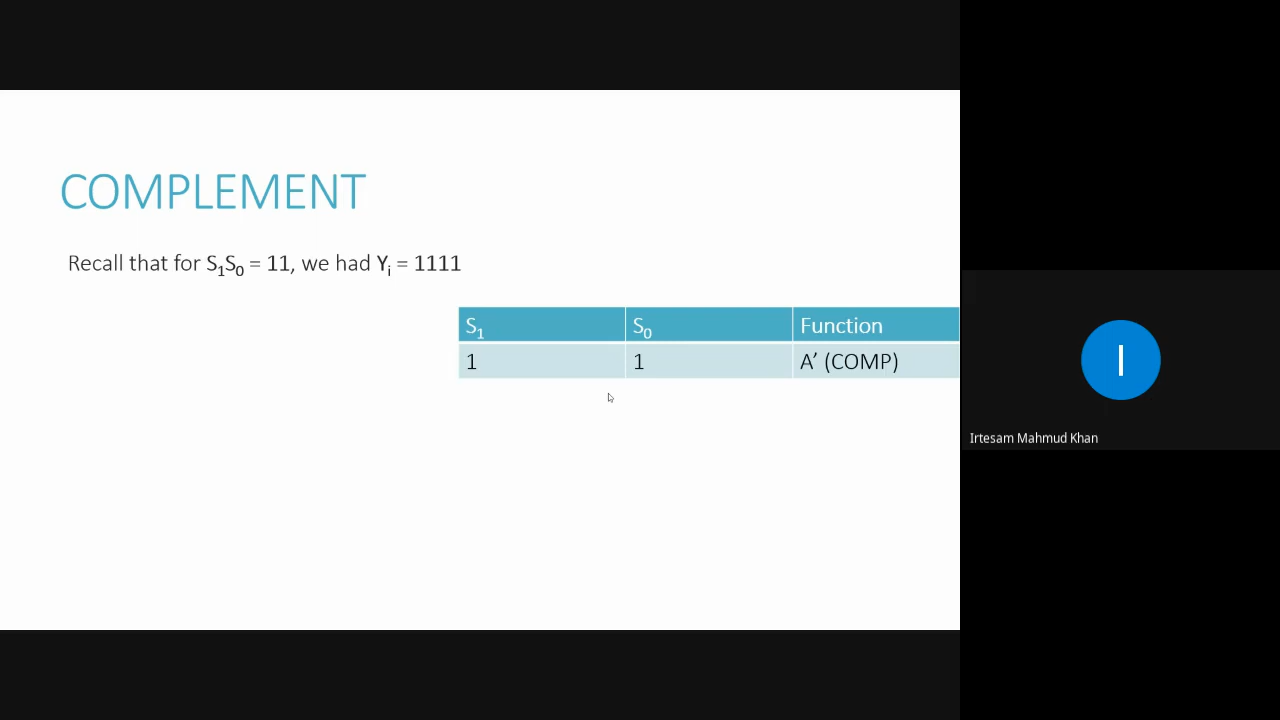 COMPLEMENT
Recall that for S₁S₀ = 11, we had Yᵢ = 1111
S₁ S₀ Function
1 1 A’ (COMP)
I
Irtesam Mahmud Khan